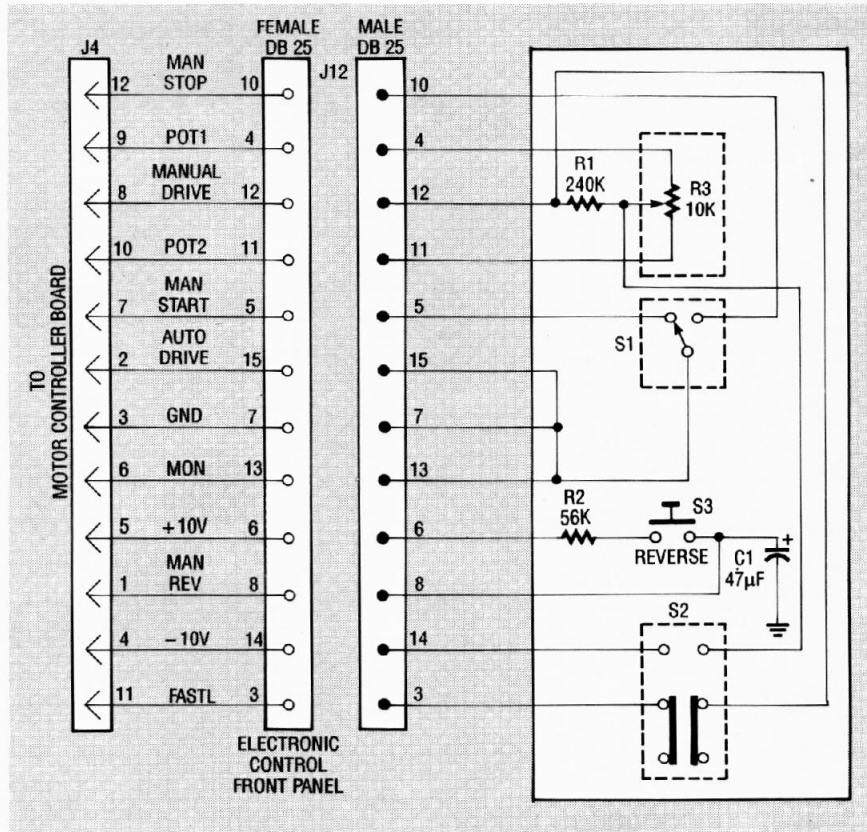 FEMALE
DB 25
MALE
DB 25
J4
J12
12 MAN STOP 10
10
9 POT1 4
4
8 MANUAL DRIVE 12
12
10 POT2 11
11
7 MAN START 5
5
2 AUTO DRIVE 15
15
3 GND 7
7
6 MON 13
13
5 +10V 6
6
1 MAN REV 8
8
4 –10V 14
14
11 FASTL 3
3
TO
MOTOR CONTROLLER BOARD
R1
240K
R3
10K
S1
R2
56K
S3
REVERSE
C1
+
.47µF
S2
ELECTRONIC
CONTROL
FRONT PANEL